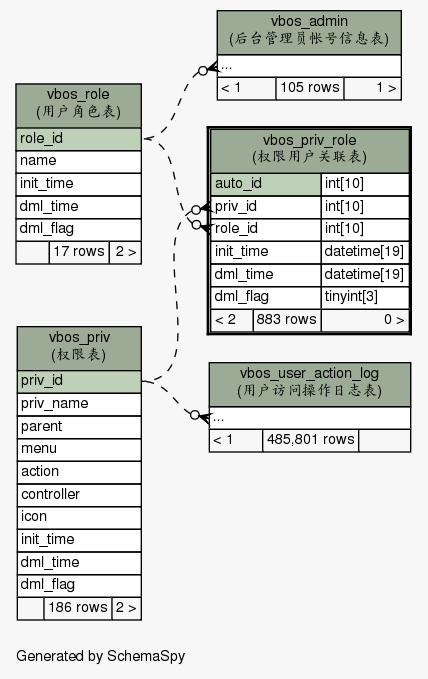 vbos_admin
(后台管理员帐号信息表)
...
< 1 105 rows 1 >
vbos_role
(用户角色表)
role_id
name
init_time
dml_time
dml_flag
17 rows 2 >
vbos_priv_role
(权限用户关联表)
auto_id int[10]
priv_id int[10]
role_id int[10]
init_time datetime[19]
dml_time datetime[19]
dml_flag tinyint[3]
< 2 883 rows 0 >
vbos_priv
(权限表)
priv_id
priv_name
parent
menu
action
controller
icon
init_time
dml_time
dml_flag
186 rows 2 >
vbos_user_action_log
(用户访问操作日志表)
...
< 1 485,801 rows
Generated by SchemaSpy